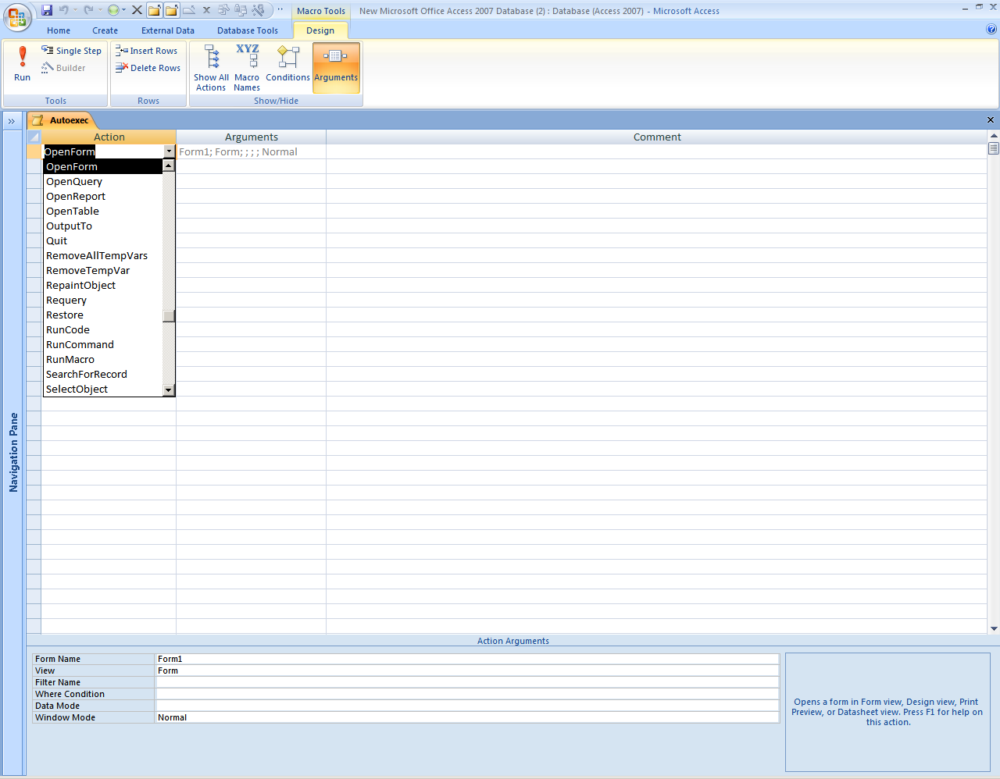 Macro Tools New Microsoft Office Access 2007 Database (2) : Database (Access 2007) - Microsoft Access
Home Create External Data Database Tools Design
Run
Single Step
Builder
Tools
Insert Rows
Delete Rows
Rows
Show All Actions
XYZ
Macro Names
Conditions
Arguments
Show/Hide
Autoexec
Action Arguments Comment
OpenForm Form1; Form; ; ; ; Normal
OpenForm
OpenQuery
OpenReport
OpenTable
OutputTo
Quit
RemoveAllTempVars
RemoveTempVar
RepaintObject
Requery
Restore
RunCode
RunCommand
RunMacro
SearchForRecord
SelectObject
Navigation Pane
Action Arguments
Form Name Form1
View Form
Filter Name
Where Condition
Data Mode
Window Mode Normal
Opens a form in Form view, Design view, Print
Preview, or Datasheet view. Press F1 for help on
this action.